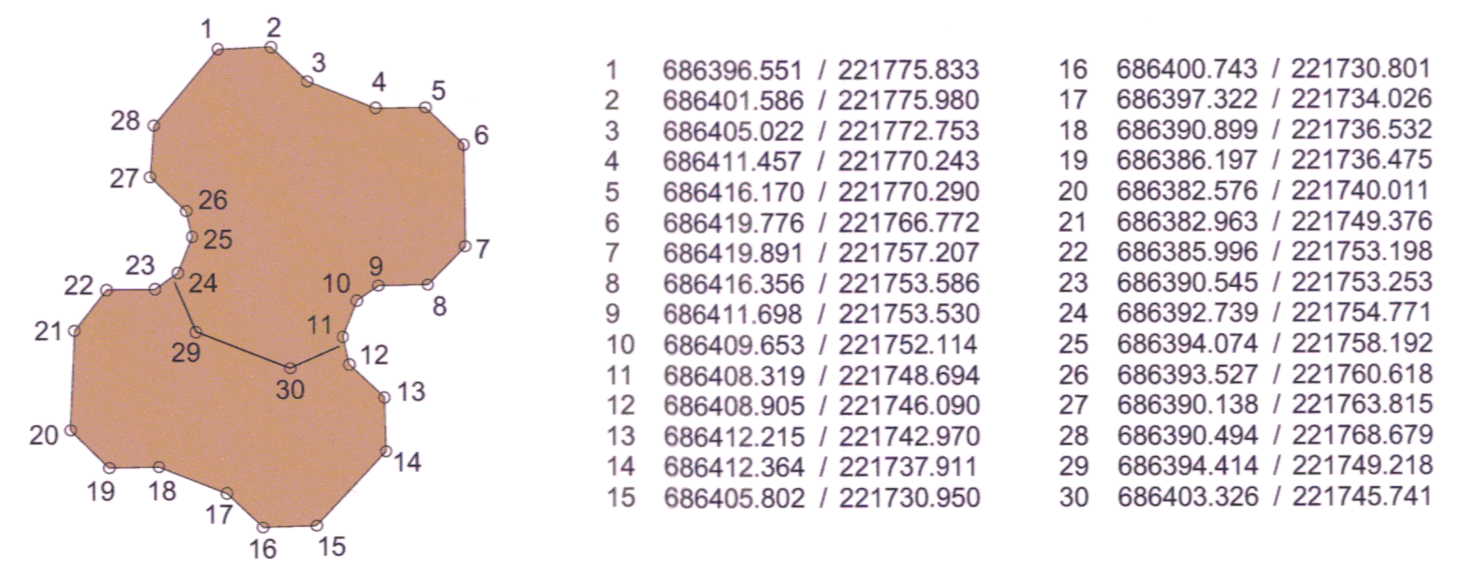 1
2
3
4
5
6
7
8
9
10
11
12
13
14
15
16
17
18
19
20
21
22
23
24
25
26
27
28
29
30
1 686396.551 / 221775.833
2 686401.586 / 221775.980
3 686405.022 / 221772.753
4 686411.457 / 221770.243
5 686416.170 / 221770.290
6 686419.776 / 221766.772
7 686419.891 / 221757.207
8 686416.356 / 221753.586
9 686411.698 / 221753.530
10 686409.653 / 221752.114
11 686408.319 / 221748.694
12 686408.905 / 221746.090
13 686412.215 / 221742.970
14 686412.364 / 221737.911
15 686405.802 / 221730.950
16 686400.743 / 221730.801
17 686397.322 / 221734.026
18 686390.899 / 221736.532
19 686386.197 / 221736.475
20 686382.576 / 221740.011
21 686382.963 / 221749.376
22 686385.996 / 221753.198
23 686390.545 / 221753.253
24 686392.739 / 221754.771
25 686394.074 / 221758.192
26 686393.527 / 221760.618
27 686390.138 / 221763.815
28 686390.494 / 221768.679
29 686394.414 / 221749.218
30 686403.326 / 221745.741